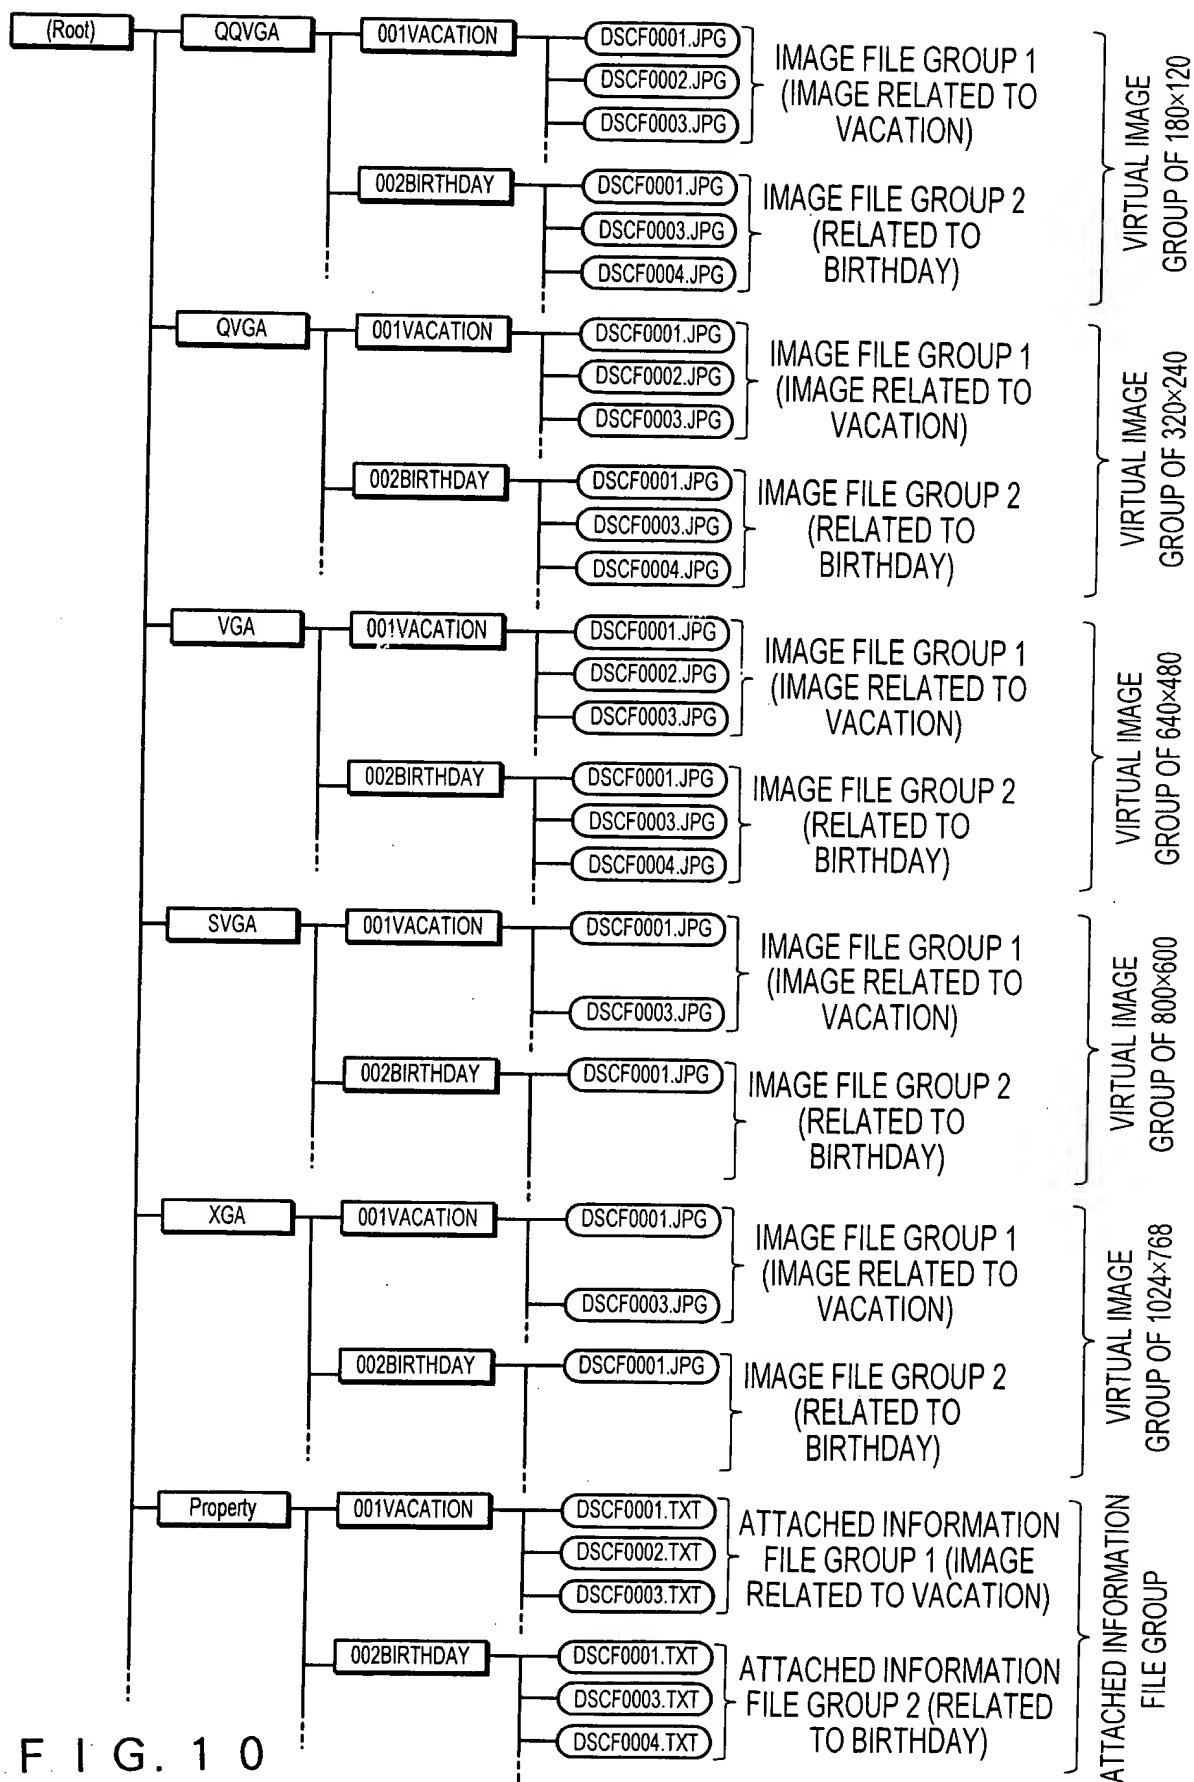 (Root)
QQVGA
001VACATION
DSCF0001.JPG
DSCF0002.JPG
DSCF0003.JPG
IMAGE FILE GROUP 1
(IMAGE RELATED TO
VACATION)
002BIRTHDAY
DSCF0001.JPG
DSCF0003.JPG
DSCF0004.JPG
IMAGE FILE GROUP 2
(RELATED TO
BIRTHDAY)
VIRTUAL IMAGE
GROUP OF 180×120
QVGA
001VACATION
DSCF0001.JPG
DSCF0002.JPG
DSCF0003.JPG
IMAGE FILE GROUP 1
(IMAGE RELATED TO
VACATION)
002BIRTHDAY
DSCF0001.JPG
DSCF0003.JPG
DSCF0004.JPG
IMAGE FILE GROUP 2
(RELATED TO
BIRTHDAY)
VIRTUAL IMAGE
GROUP OF 320×240
VGA
001VACATION
DSCF0001.JPG
DSCF0002.JPG
DSCF0003.JPG
IMAGE FILE GROUP 1
(IMAGE RELATED TO
VACATION)
002BIRTHDAY
DSCF0001.JPG
DSCF0003.JPG
DSCF0004.JPG
IMAGE FILE GROUP 2
(RELATED TO
BIRTHDAY)
VIRTUAL IMAGE
GROUP OF 640×480
SVGA
001VACATION
DSCF0001.JPG
DSCF0003.JPG
IMAGE FILE GROUP 1
(IMAGE RELATED TO
VACATION)
002BIRTHDAY
DSCF0001.JPG
IMAGE FILE GROUP 2
(RELATED TO
BIRTHDAY)
VIRTUAL IMAGE
GROUP OF 800×600
XGA
001VACATION
DSCF0001.JPG
DSCF0003.JPG
IMAGE FILE GROUP 1
(IMAGE RELATED TO
VACATION)
002BIRTHDAY
DSCF0001.JPG
IMAGE FILE GROUP 2
(RELATED TO
BIRTHDAY)
VIRTUAL IMAGE
GROUP OF 1024×768
Property
001VACATION
DSCF0001.TXT
DSCF0002.TXT
DSCF0003.TXT
ATTACHED INFORMATION
FILE GROUP 1 (IMAGE
RELATED TO VACATION)
002BIRTHDAY
DSCF0001.TXT
DSCF0003.TXT
DSCF0004.TXT
ATTACHED INFORMATION
FILE GROUP 2 (RELATED
TO BIRTHDAY)
ATTACHED INFORMATION
FILE GROUP
FIG. 10